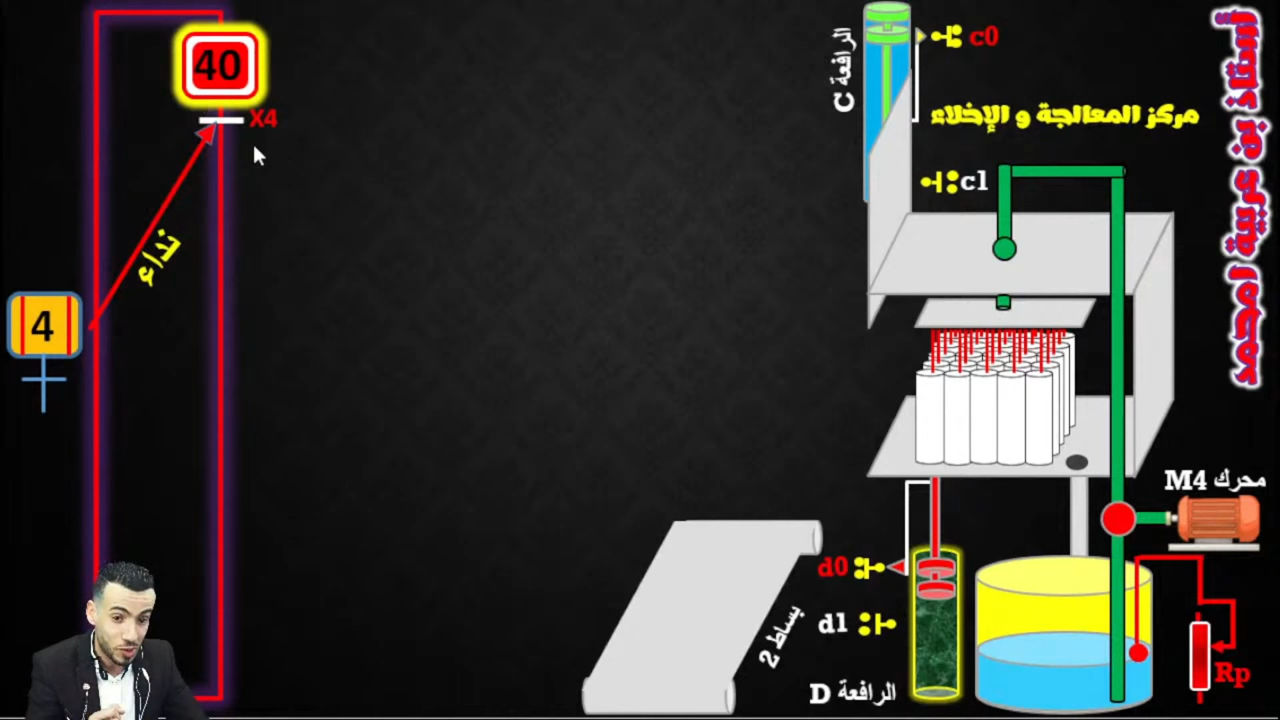 40
X4
نداء
4
الرافعة C
c0
مركز المعالجة و الإخلاء
c1
أستاذ بن عربية امحمد
محرك M4
d0
d1
بساط 2
الرافعة D
Rp